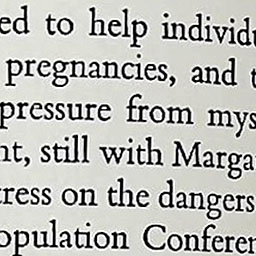 ed to help individu
pregnancies, and t
pressure from mys
nt, still with Marga
tress on the dangers
opulation Conferen